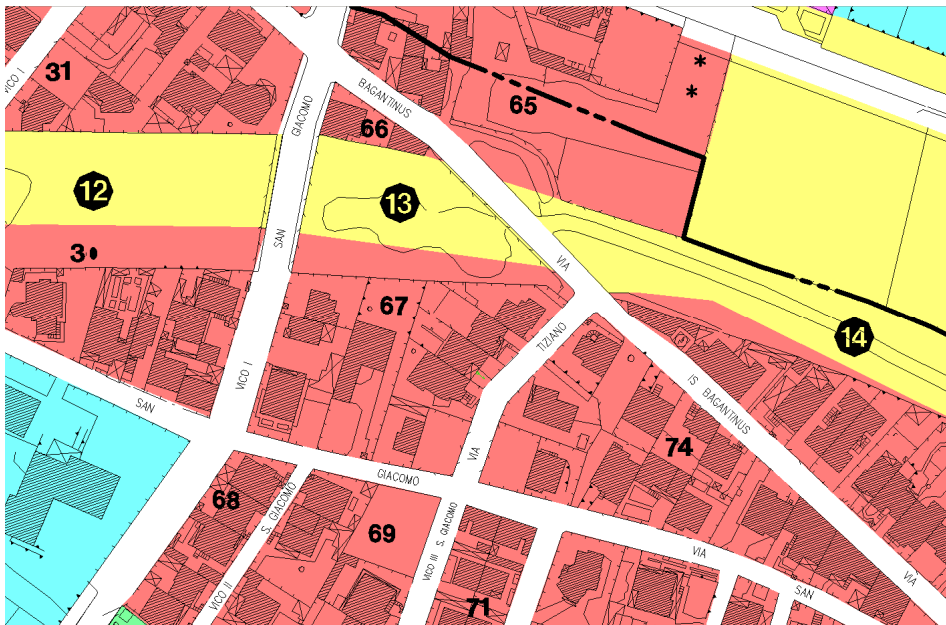 31
VICO I
GIACOMO
SAN
VICO I
BAGANTINUS
VIA
IS BAGANTINUS
VIA
65
*
*
66
12
13
14
3
67
TIZIANO
VIA
74
SAN
GIACOMO
VIA
SAN
68
S. GIACOMO
VICO II
69
S. GIACOMO
VICO III
71